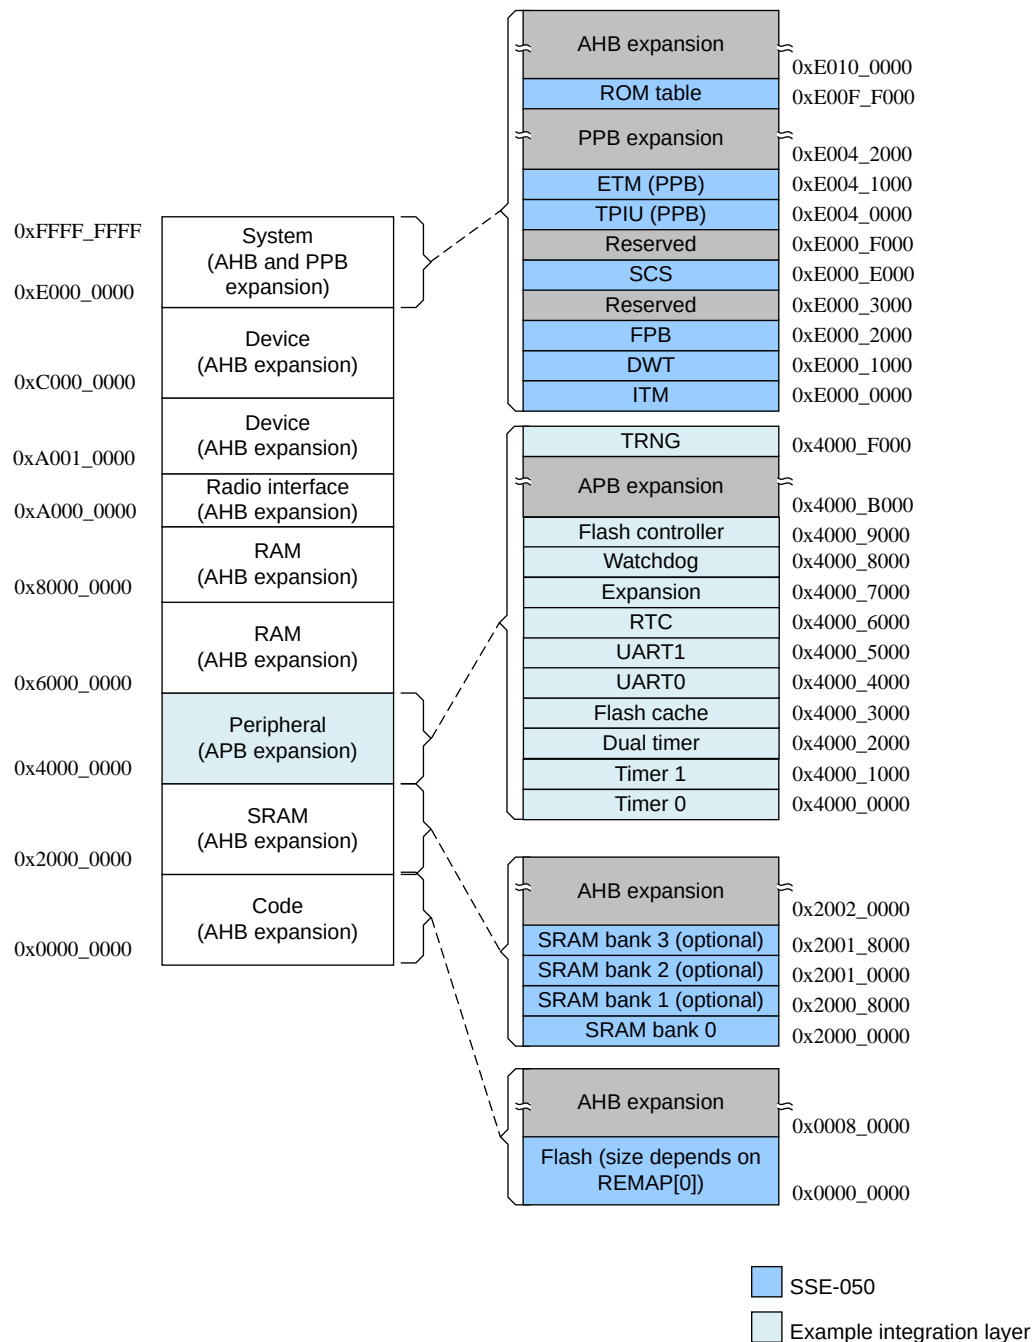 0xFFFF_FFFF
System
(AHB and PPB
expansion)
0xE000_0000
Device
(AHB expansion)
0xC000_0000
Device
(AHB expansion)
0xA001_0000
Radio interface
(AHB expansion)
0xA000_0000
RAM
(AHB expansion)
0x8000_0000
RAM
(AHB expansion)
0x6000_0000
Peripheral
(APB expansion)
0x4000_0000
SRAM
(AHB expansion)
0x2000_0000
Code
(AHB expansion)
0x0000_0000
AHB expansion
0xE010_0000
ROM table
0xE00F_F000
PPB expansion
0xE004_2000
ETM (PPB)
0xE004_1000
TPIU (PPB)
0xE004_0000
Reserved
0xE000_F000
SCS
0xE000_E000
Reserved
0xE000_3000
FPB
0xE000_2000
DWT
0xE000_1000
ITM
0xE000_0000
TRNG
0x4000_F000
APB expansion
0x4000_B000
Flash controller
0x4000_9000
Watchdog
0x4000_8000
Expansion
0x4000_7000
RTC
0x4000_6000
UART1
0x4000_5000
UART0
0x4000_4000
Flash cache
0x4000_3000
Dual timer
0x4000_2000
Timer 1
0x4000_1000
Timer 0
0x4000_0000
AHB expansion
0x2002_0000
SRAM bank 3 (optional)
0x2001_8000
SRAM bank 2 (optional)
0x2001_0000
SRAM bank 1 (optional)
0x2000_8000
SRAM bank 0
0x2000_0000
AHB expansion
0x0008_0000
Flash (size depends on
REMAP[0])
0x0000_0000
SSE-050
Example integration layer